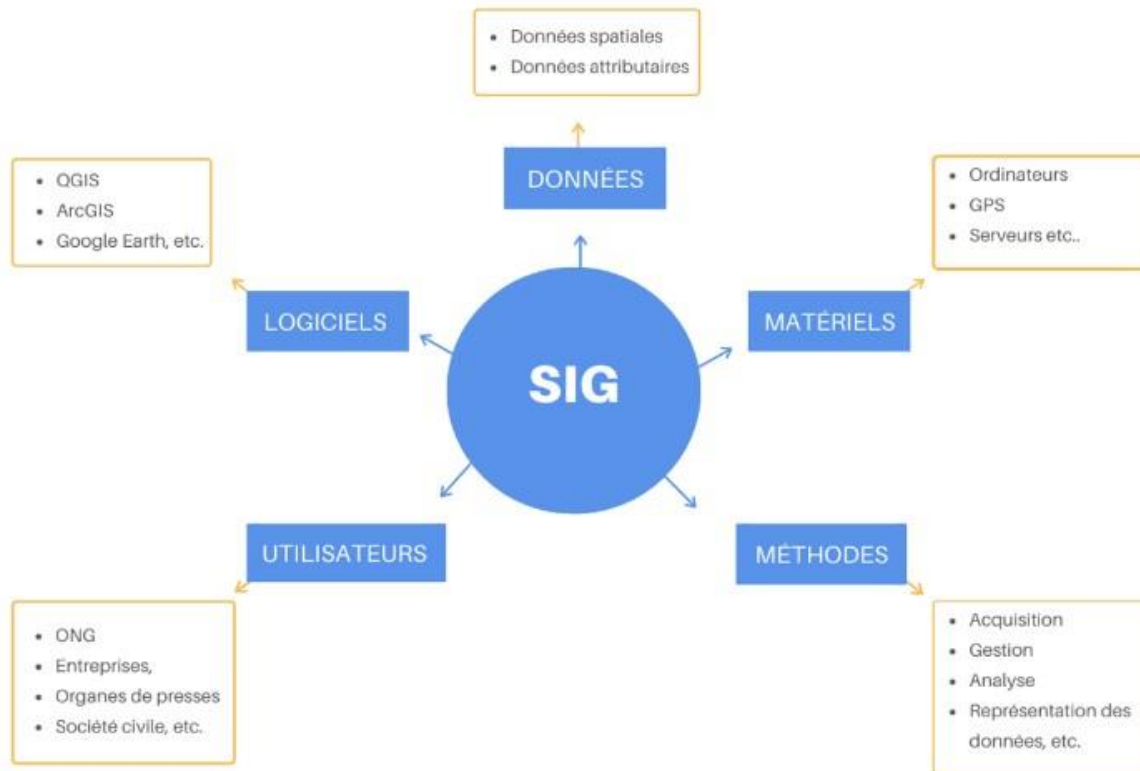 • Données spatiales
• Données attributaires
DONNÉES
• QGIS
• ArcGIS
• Google Earth, etc.
LOGICIELS
• Ordinateurs
• GPS
• Serveurs etc..
MATÉRIELS
SIG
UTILISATEURS
• ONG
• Entreprises,
• Organes de presses
• Société civile, etc.
MÉTHODES
• Acquisition
• Gestion
• Analyse
• Représentation des
données, etc.